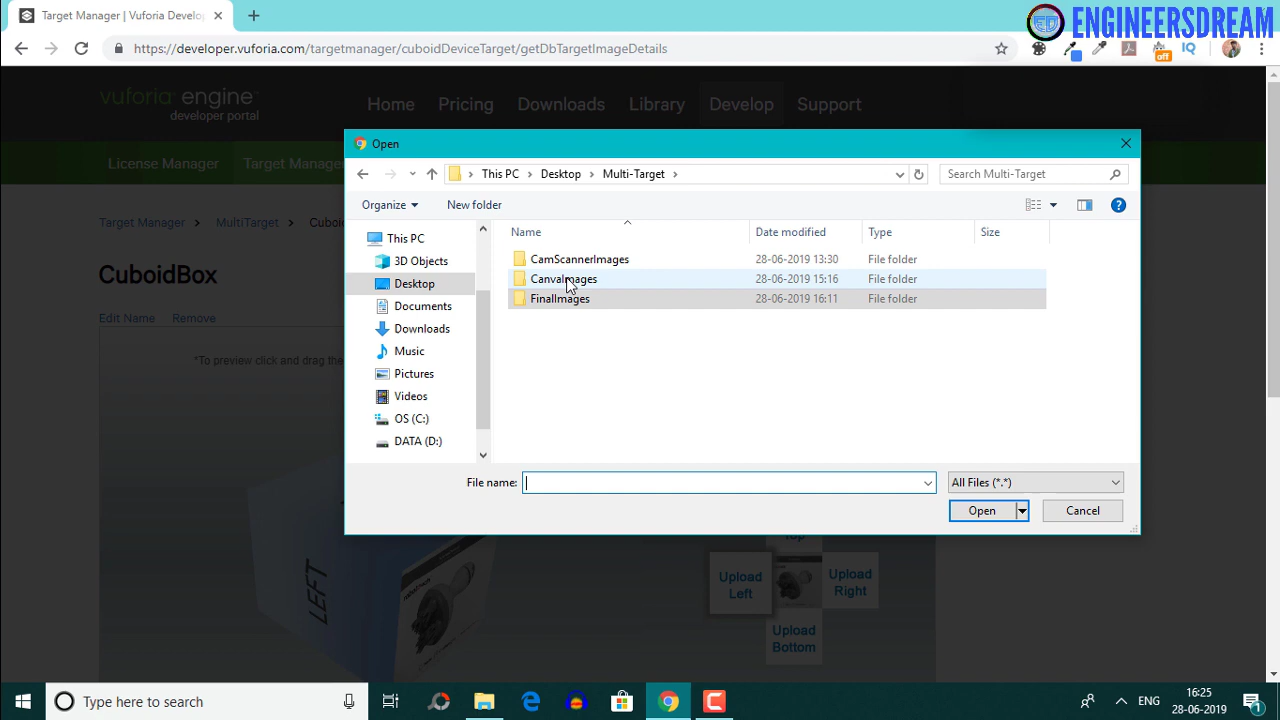 Target Manager | Vuforia Develo
ENGINEERSDREAM
https://developer.vuforia.com/targetmanager/cuboidDeviceTarget/getDbTargetImageDetails
IQ
off
vuforia engine
developer portal
Home Pricing Downloads Library Develop Support
License Manager Target Manage
Target Manager > MultiTarget > Cuboi
CuboidBox
Edit Name Remove
*To preview click and drag tha
Open
This PC > Desktop > Multi-Target >
Search Multi-Target
Organize New folder
Name Date modified Type Size
CamScannerImages 28-06-2019 13:30 File folder
CanvaImages 28-06-2019 15:16 File folder
FinalImages 28-06-2019 16:11 File folder
This PC
3D Objects
Desktop
Documents
Downloads
Music
Pictures
Videos
OS (C:)
DATA (D:)
File name:
All Files (*.*)
Open Cancel
LEFT
Top
Upload Left
Upload Right
Upload Bottom
Type here to search
ENG
16:25
28-06-2019
1